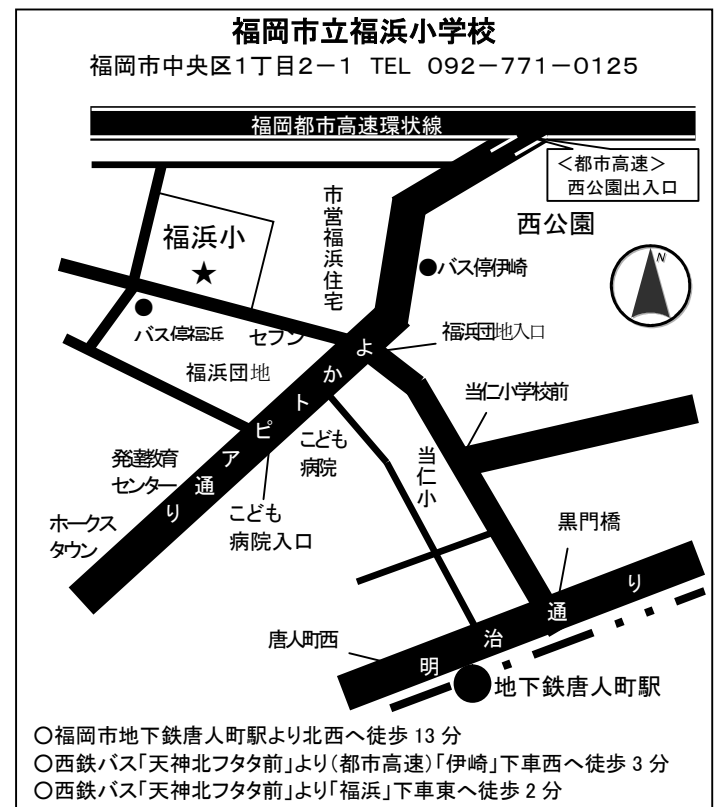 福岡市立福浜小学校
福岡市中央区1丁目2－1 TEL 092－771－0125
福岡都市高速環状線
＜都市高速＞
西公園出入口
市営福浜住宅
西公園
福浜小
★
N
バス停伊崎
バス停福浜
セブン
福浜団地入口
福浜団地
よかトピア通り
当仁小学校前
こども
病院
当仁小
発達教育
センター
こども
病院入口
ホークス
タウン
黒門橋
唐人町西
明治通り
地下鉄唐人町駅
○福岡市地下鉄唐人町駅より北西へ徒歩 13 分
○西鉄バス「天神北フタタ前」より（都市高速）「伊崎」下車西へ徒歩 3 分
○西鉄バス「天神北フタタ前」より「福浜」下車東へ徒歩 2 分